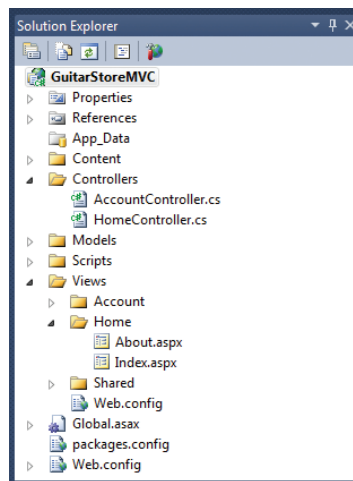 Solution Explorer
GuitarStoreMVC
Properties
References
App_Data
Content
Controllers
AccountController.cs
HomeController.cs
Models
Scripts
Views
Account
Home
About.aspx
Index.aspx
Shared
Web.config
Global.asax
packages.config
Web.config